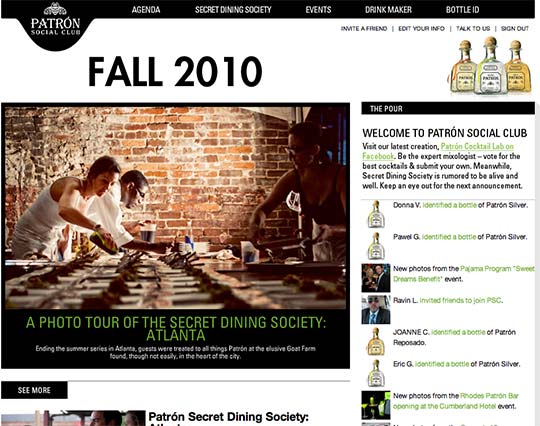 PATRÓN
SOCIAL CLUB
AGENDA
SECRET DINING SOCIETY
EVENTS
DRINK MAKER
BOTTLE ID
INVITE A FRIEND | EDIT YOUR INFO | TALK TO US | SIGN OUT
FALL 2010
A PHOTO TOUR OF THE SECRET DINING SOCIETY:
ATLANTA
Ending the summer series in Atlanta, guests were treated to all things Patrón at the elusive Goat Farm
found, though not easily, in the heart of the city.
SEE MORE
Patrón Secret Dining Society:
THE POUR
WELCOME TO PATRÓN SOCIAL CLUB
Visit our latest creation, Patrón Cocktail Lab on
Facebook. Be the expert mixologist – vote for the
best cocktails & submit your own. Meanwhile,
Secret Dining Society is rumored to be alive and
well. Keep an eye out for the next announcement.
Donna V. identified a bottle of Patrón Silver.
Pawel G. identified a bottle of Patrón Silver.
New photos from the Pajama Program "Sweet
Dreams Benefit" event.
Ravin L. invited friends to join PSC.
JOANNE C. identified a bottle of Patrón
Reposado.
Eric G. identified a bottle of Patrón Silver.
New photos from the Rhodes Patrón Bar
opening at the Cumberland Hotel event.